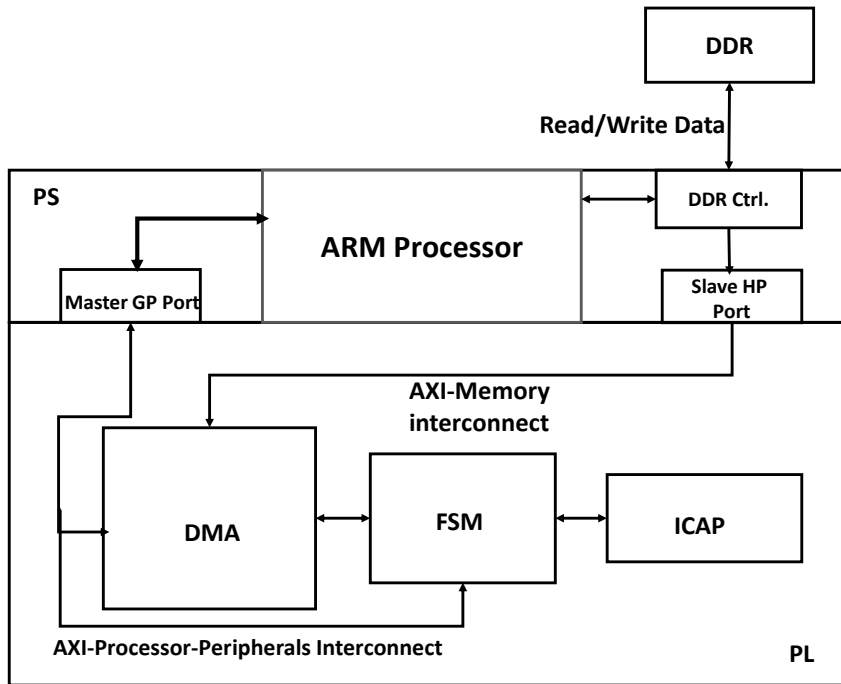 DDR
Read/Write Data
PS
DDR Ctrl.
ARM Processor
Master GP Port
Slave HP
Port
AXI-Memory
interconnect
DMA
FSM
ICAP
AXI-Processor-Peripherals Interconnect
PL